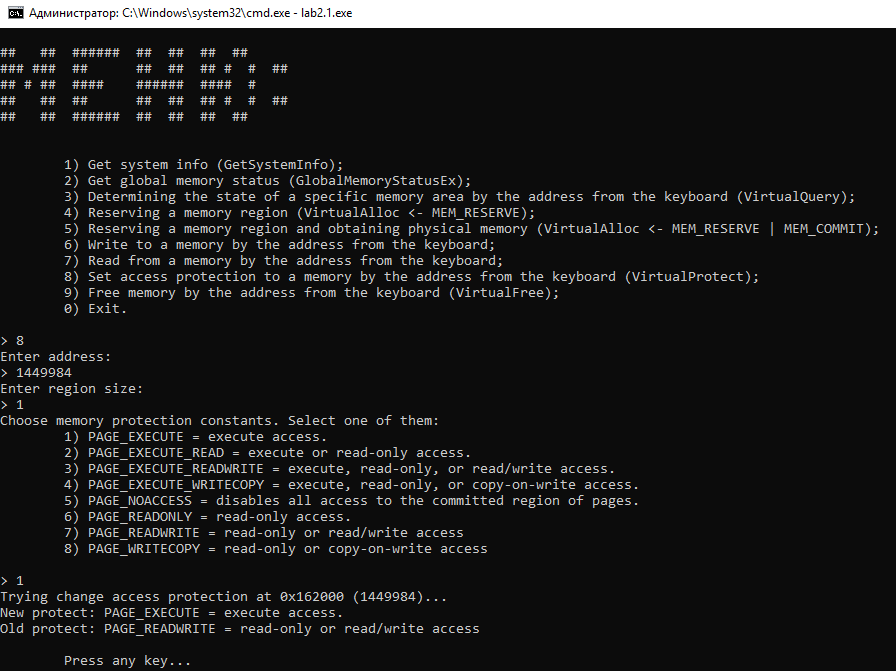 Администратор: C:\Windows\system32\cmd.exe - lab2.1.exe
МЕНЮ:
1) Get system info (GetSystemInfo);
2) Get global memory status (GlobalMemoryStatusEx);
3) Determining the state of a specific memory area by the address from the keyboard (VirtualQuery);
4) Reserving a memory region (VirtualAlloc <- MEM_RESERVE);
5) Reserving a memory region and obtaining physical memory (VirtualAlloc <- MEM_RESERVE | MEM_COMMIT);
6) Write to a memory by the address from the keyboard;
7) Read from a memory by the address from the keyboard;
8) Set access protection to a memory by the address from the keyboard (VirtualProtect);
9) Free memory by the address from the keyboard (VirtualFree);
0) Exit.
> 8
Enter address:
> 1449984
Enter region size:
> 1
Choose memory protection constants. Select one of them:
1) PAGE_EXECUTE = execute access.
2) PAGE_EXECUTE_READ = execute or read-only access.
3) PAGE_EXECUTE_READWRITE = execute, read-only, or read/write access.
4) PAGE_EXECUTE_WRITECOPY = execute, read-only, or copy-on-write access.
5) PAGE_NOACCESS = disables all access to the committed region of pages.
6) PAGE_READONLY = read-only access.
7) PAGE_READWRITE = read-only or read/write access
8) PAGE_WRITECOPY = read-only or copy-on-write access
> 1
Trying change access protection at 0x162000 (1449984)...
New protect: PAGE_EXECUTE = execute access.
Old protect: PAGE_READWRITE = read-only or read/write access
Press any key...